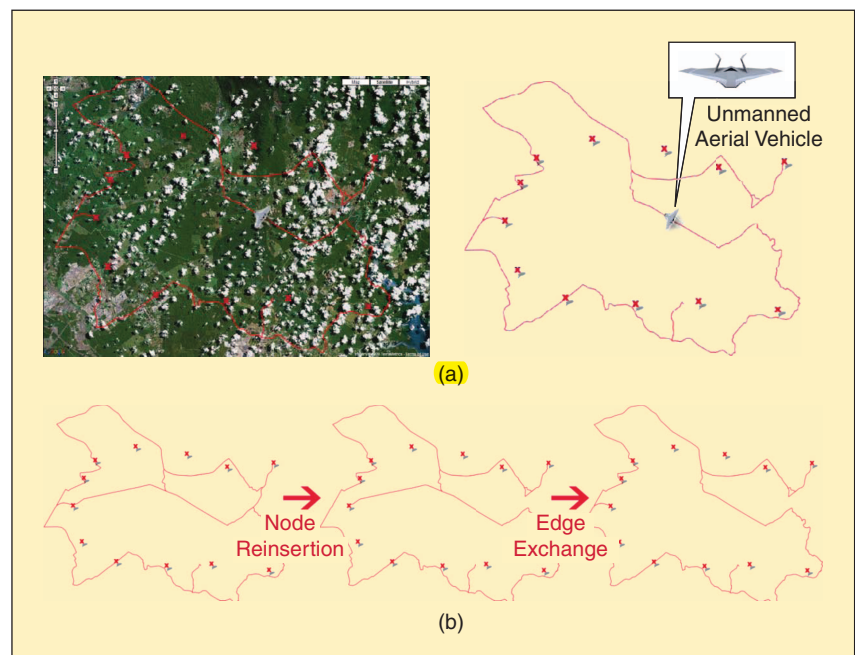 Unmanned
Aerial Vehicle
(a)
Node
Reinsertion
Edge
Exchange
(b)